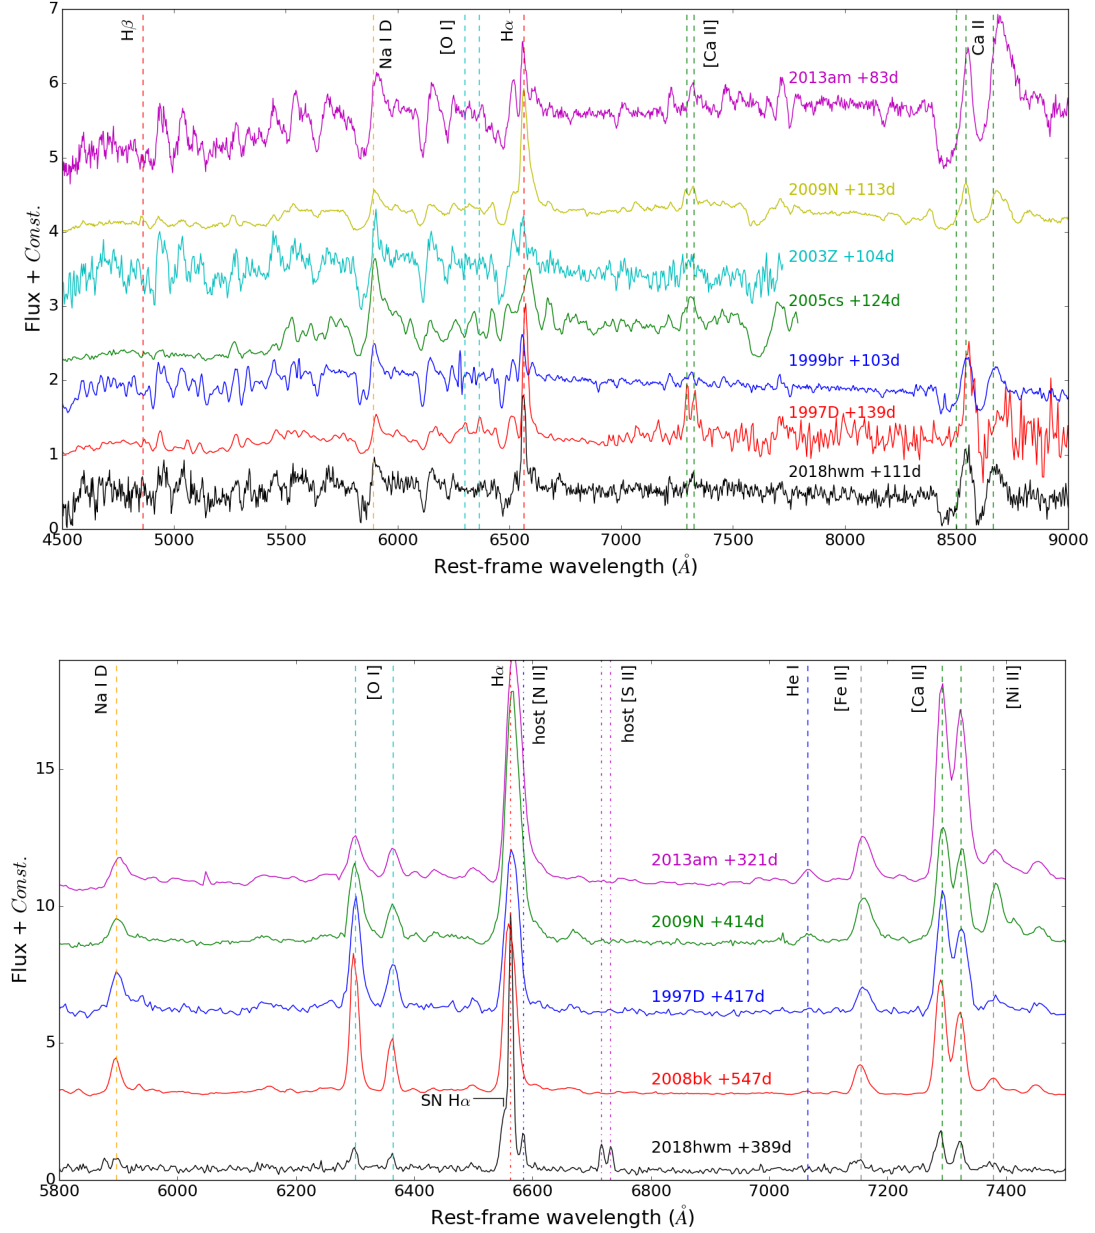 7
6
5
4
3
2
1
0
Flux + Const.
Hβ
Na I D
[O I]
Hα
[Ca II]
Ca II
2013am +83d
2009N +113d
2003Z +104d
2005cs +124d
1999br +103d
1997D +139d
2018hwm +111d
4500 5000 5500 6000 6500 7000 7500 8000 8500 9000
Rest-frame wavelength (Å)
15
10
5
0
Flux + Const.
Na I D
[O I]
Hα
host [N II]
host [S II]
He I
[Fe II]
[Ca II]
[Ni II]
2013am +321d
2009N +414d
1997D +417d
2008bk +547d
SN Hα
2018hwm +389d
5800 6000 6200 6400 6600 6800 7000 7200 7400
Rest-frame wavelength (Å)